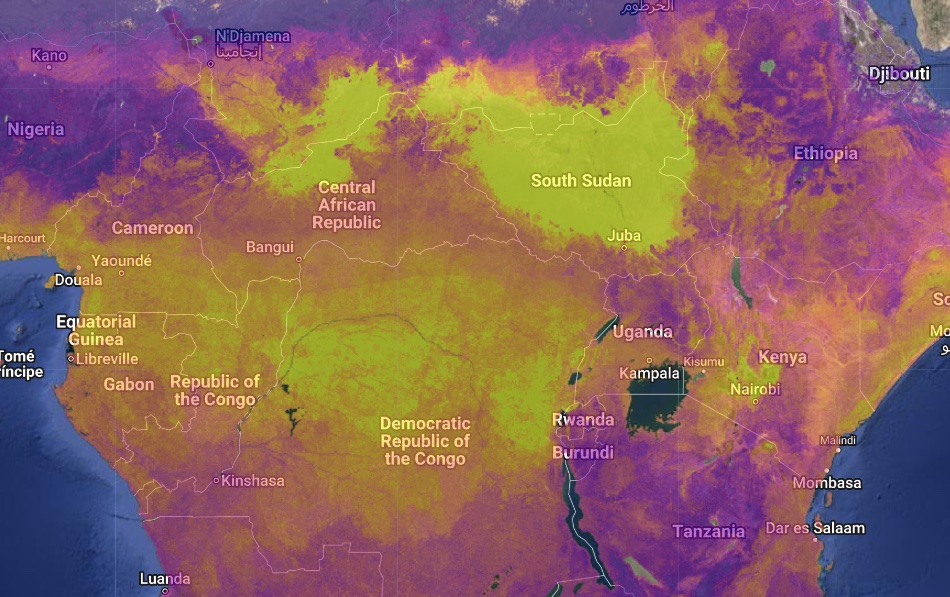 الخرطوم
N'Djamena
إنجامينا
Kano
Djibouti
Nigeria
Ethiopia
South Sudan
Central
African
Republic
Cameroon
Harcourt
Bangui
Juba
Yaoundé
Douala
Equatorial
Guinea
Libreville
Tomé
ríncipe
Uganda
Kampala
Kisumu
Kenya
Gabon
Republic of
the Congo
Nairobi
Rwanda
Democratic
Republic of
the Congo
Burundi
Malindi
Kinshasa
Mombasa
Tanzania
Dar es Salaam
Luanda